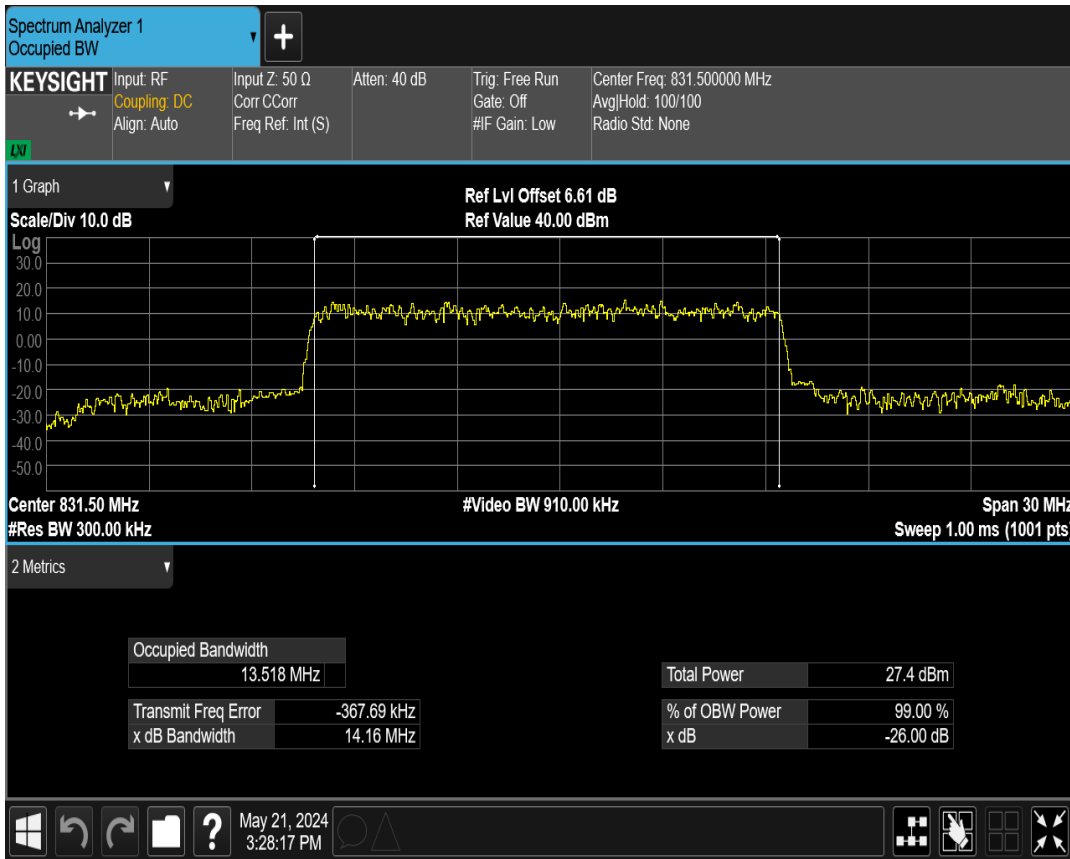 Spectrum Analyzer 1
Occupied BW
+
KEYSIGHT
LXI
Input: RF
Coupling: DC
Align: Auto
Input Z: 50 Ω
Corr CCorr
Freq Ref: Int (S)
Atten: 40 dB
Trig: Free Run
Gate: Off
#IF Gain: Low
Center Freq: 831.500000 MHz
Avg|Hold: 100/100
Radio Std: None
1 Graph
Scale/Div 10.0 dB
Ref Lvl Offset 6.61 dB
Ref Value 40.00 dBm
Log
30.0
20.0
10.0
0.00
-10.0
-20.0
-30.0
-40.0
-50.0
Center 831.50 MHz
#Video BW 910.00 kHz
Span 30 MHz
#Res BW 300.00 kHz
Sweep 1.00 ms (1001 pts)
2 Metrics
Occupied Bandwidth
13.518 MHz
Transmit Freq Error -367.69 kHz
x dB Bandwidth 14.16 MHz
Total Power 27.4 dBm
% of OBW Power 99.00 %
x dB -26.00 dB
?
May 21, 2024
3:28:17 PM